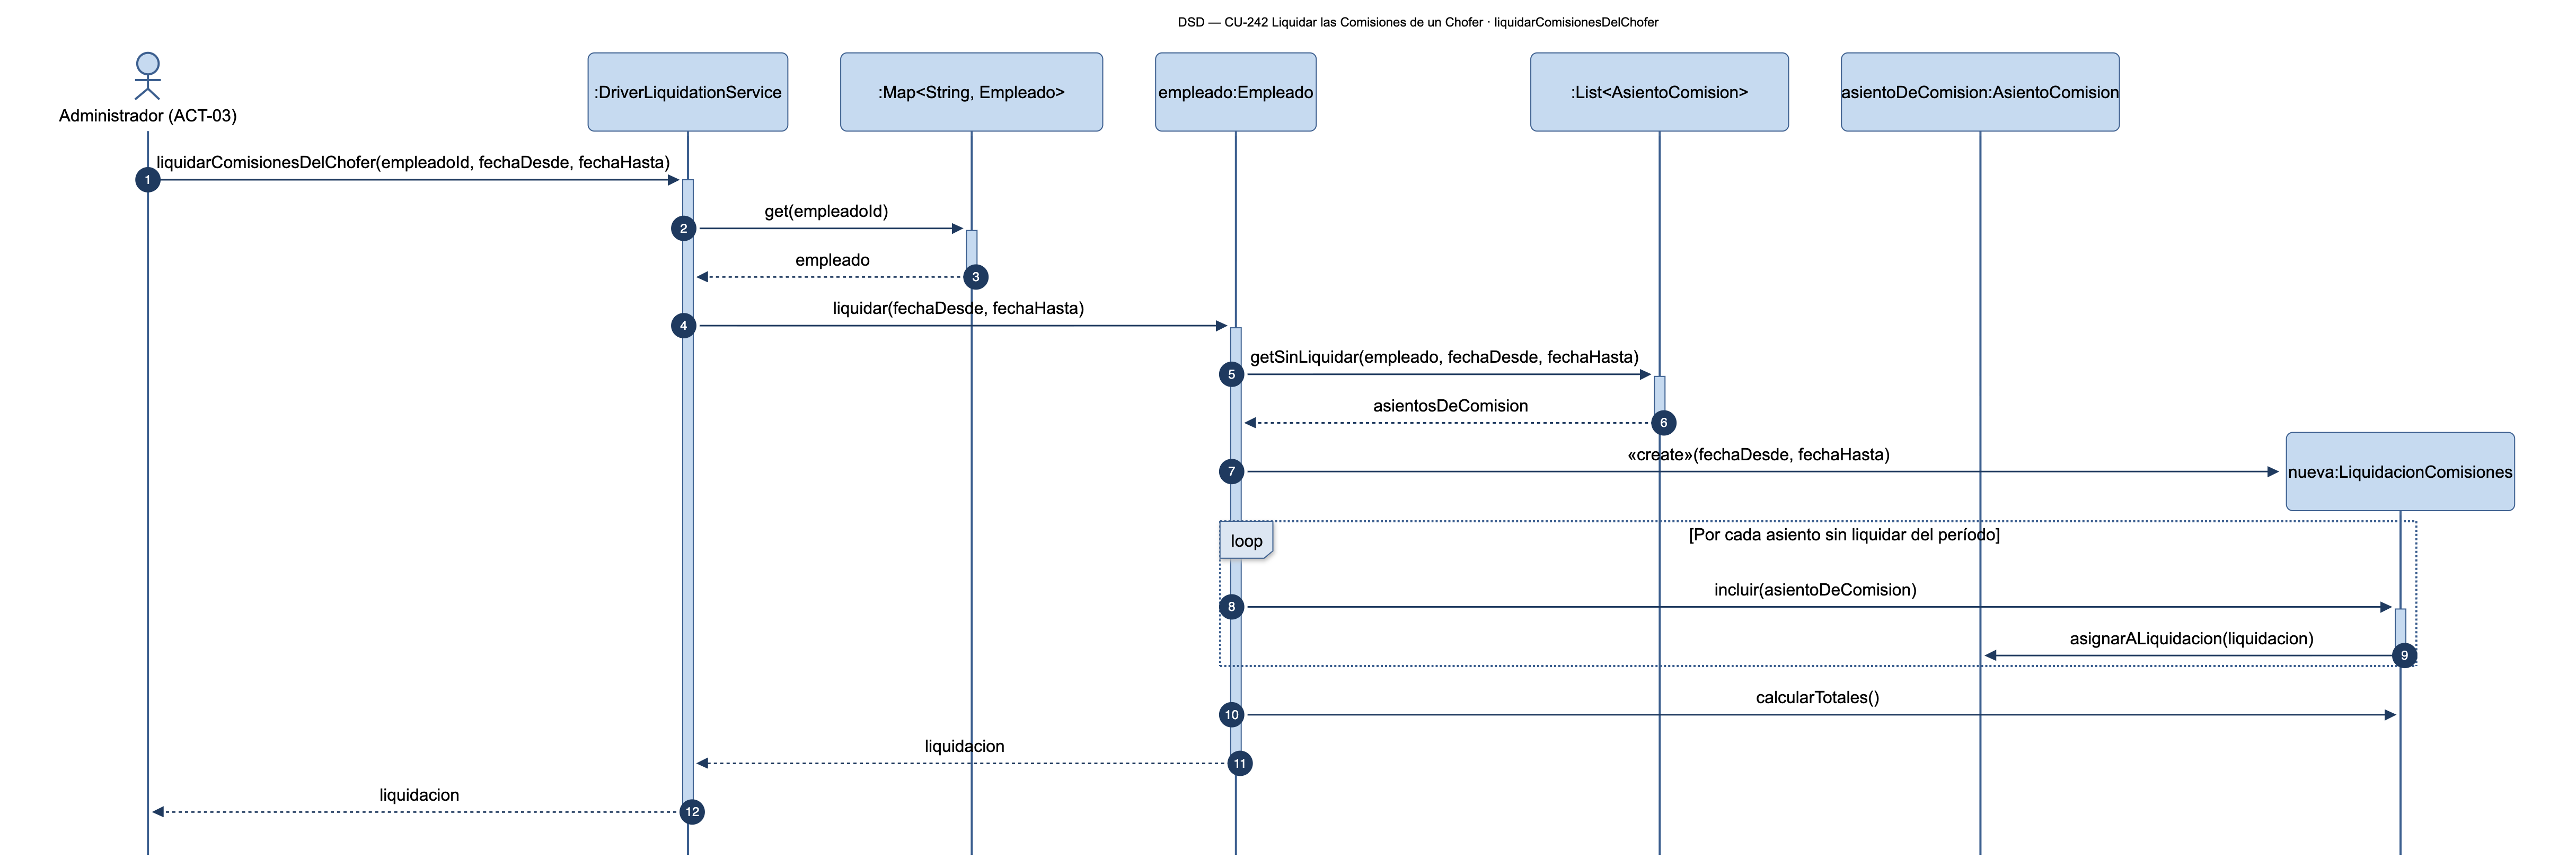 DSD — CU-242 Liquidar las Comisiones de un Chofer · liquidarComisionesDelChofer
Administrador (ACT-03)
:DriverLiquidationService
:Map<String, Empleado>
empleado:Empleado
:List<AsientoComision>
asientoDeComision:AsientoComision
liquidarComisionesDelChofer(empleadoId, fechaDesde, fechaHasta)
1
get(empleadoId)
2
empleado
3
liquidar(fechaDesde, fechaHasta)
4
getSinLiquidar(empleado, fechaDesde, fechaHasta)
5
asientosDeComision
6
«create»(fechaDesde, fechaHasta)
7
nueva:LiquidacionComisiones
loop
[Por cada asiento sin liquidar del período]
incluir(asientoDeComision)
8
asignarALiquidacion(liquidacion)
9
calcularTotales()
10
liquidacion
11
liquidacion
12